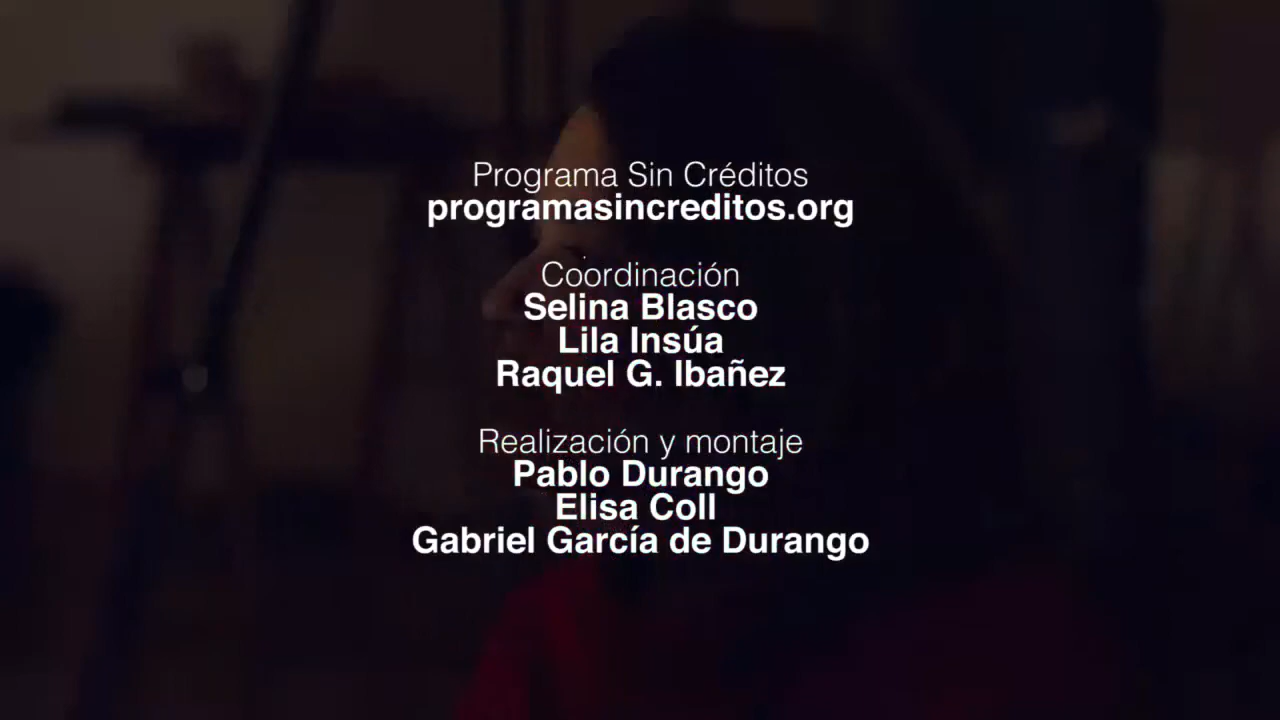 Programa Sin Créditos
programasincreditos.org
Coordinación
Selina Blasco
Lila Insúa
Raquel G. Ibañez
Realización y montaje
Pablo Durango
Elisa Coll
Gabriel García de Durango